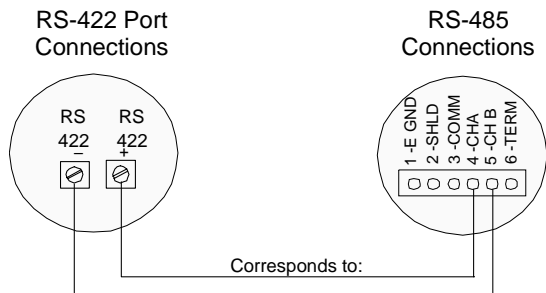 RS-422 Port
Connections
RS-485
Connections
RS
422
–
RS
422
+
1 -E GND
2 -SHLD
3 -COMM
4 -CHA
5 -CH B
6 -TERM
Corresponds to: